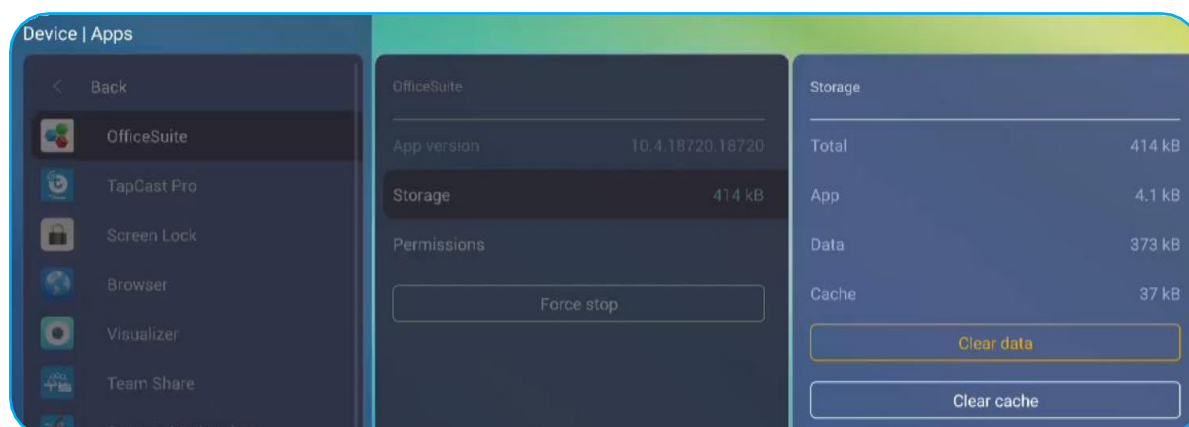 Device | Apps
Back
OfficeSuite
TapCast Pro
Screen Lock
Browser
Visualizer
Team Share
OfficeSuite
App version 10.4.18720.18720
Storage 414 kB
Permissions
Force stop
Storage
Total 414 kB
App 4.1 kB
Data 373 kB
Cache 37 kB
Clear data
Clear cache